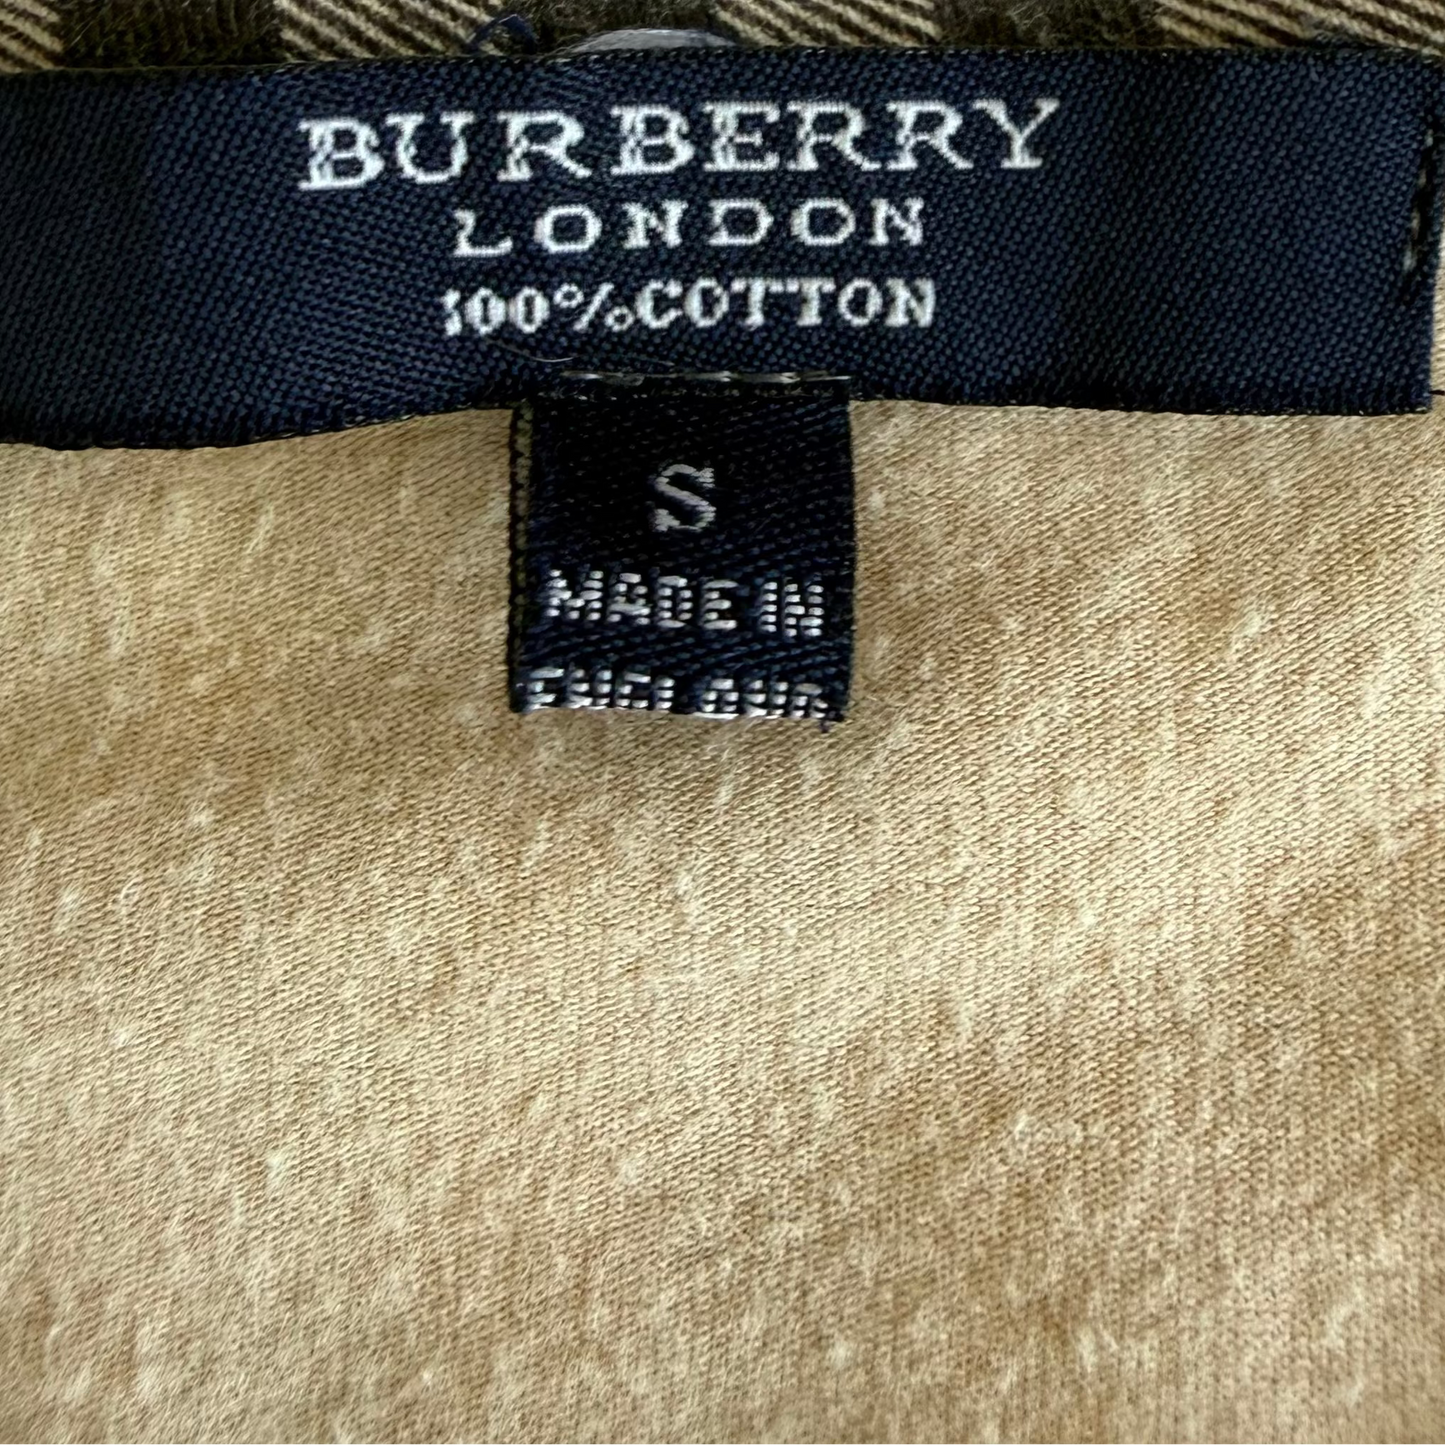 BURBERRY
LONDON
100% COTTON
S
MADE IN
ENGLAND